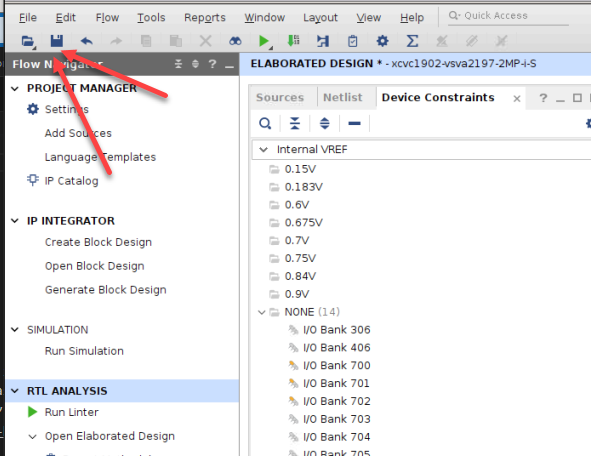 File Edit Flow Tools Reports Window Layout View Help Quick Access
Flow Navigator
ELABORATED DESIGN * - xcvc1902-vsva2197-2MP-i-S
PROJECT MANAGER
Settings
Add Sources
Language Templates
IP Catalog
IP INTEGRATOR
Create Block Design
Open Block Design
Generate Block Design
SIMULATION
Run Simulation
RTL ANALYSIS
Run Linter
Open Elaborated Design
Sources Netlist Device Constraints
Internal VREF
0.15V
0.183V
0.6V
0.675V
0.7V
0.75V
0.84V
0.9V
NONE (14)
I/O Bank 306
I/O Bank 406
I/O Bank 700
I/O Bank 701
I/O Bank 702
I/O Bank 703
I/O Bank 704
I/O Bank 705